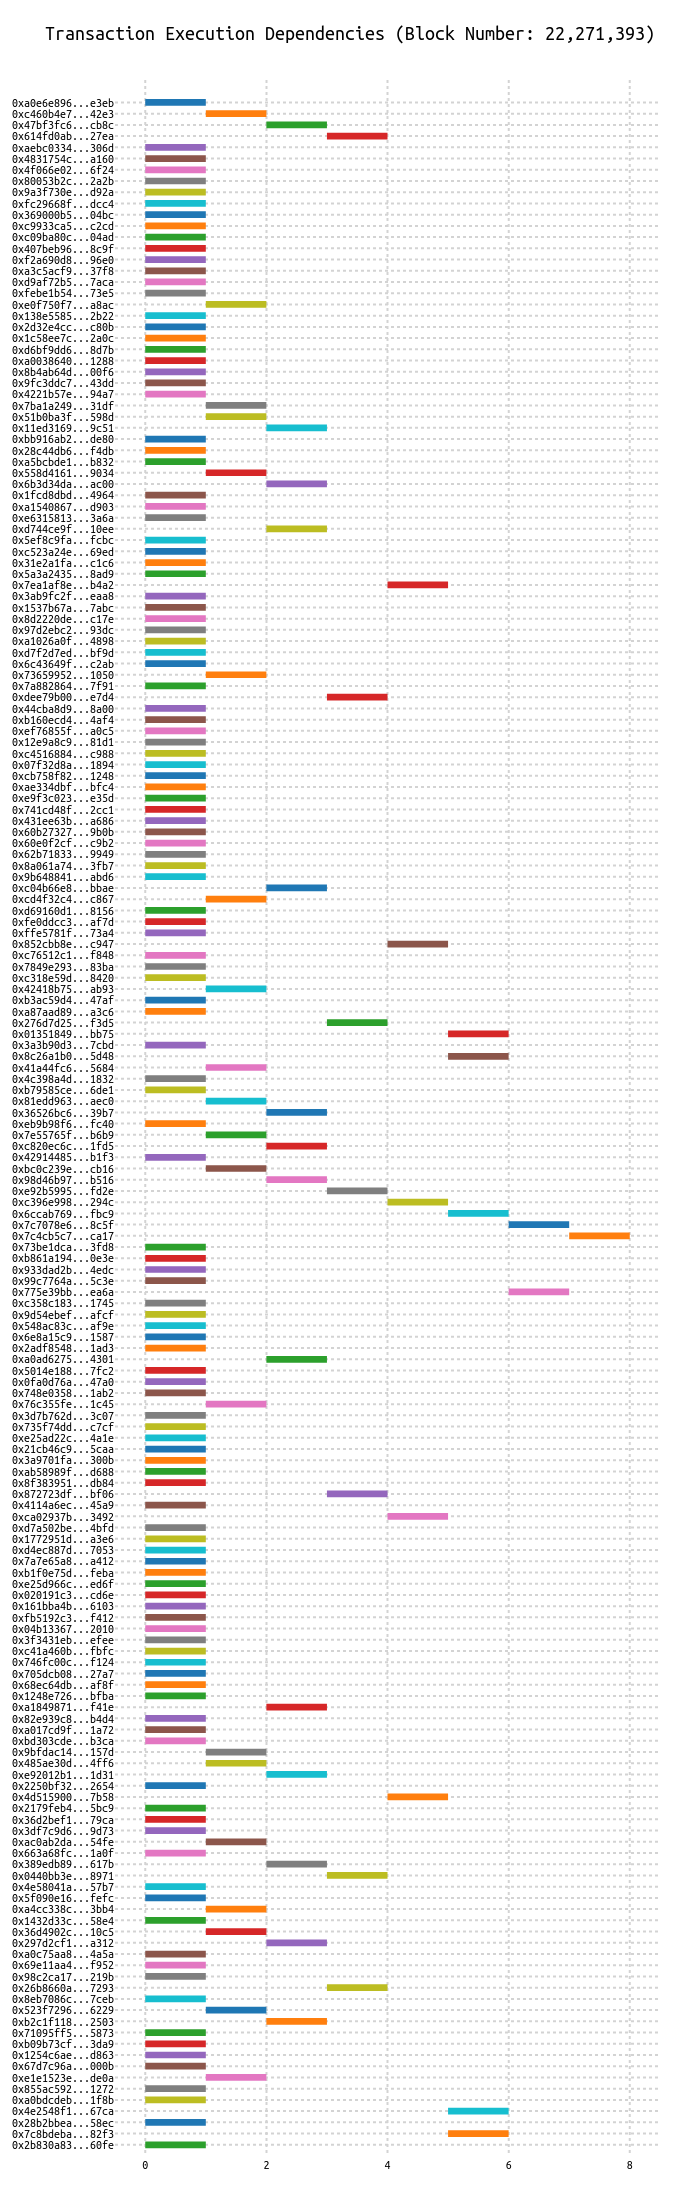 Transaction Execution Dependencies (Block Number: 22,271,393)
0xa0e6e896...e3eb
0xc460b4e7...42e3
0x47bf3fc6...cb8c
0x614fd0ab...27ea
0xaebc0334...306d
0x4831754c...a160
0x4f066e02...6f24
0x80053b2c...2a2b
0x9a3f730e...d92a
0xfc29668f...dcc4
0x369000b5...04bc
0xc9933ca5...c2cd
0xc09ba80c...04ad
0x407beb96...8c9f
0xf2a690d8...96e0
0xa3c5acf9...37f8
0xd9af72b5...7aca
0xfebe1b54...73e5
0xe0f750f7...a8ac
0x138e5585...2b22
0x2d32e4cc...c80b
0x1c58ee7c...2a0c
0xd6bf9dd6...8d7b
0xa0038640...1288
0x8b4ab64d...00f6
0x9fc3ddc7...43dd
0x4221b57e...94a7
0x7ba1a249...31df
0x51b0ba3f...598d
0x11ed3169...9c51
0xbb916ab2...de80
0x28c44db6...f4db
0xa5bcbde1...b832
0x558d4161...9034
0x6b3d34da...ac00
0x1fcd8dbd...4964
0xa1540867...d903
0xe6315813...3a6a
0xd744ce9f...10ee
0x5ef8c9fa...fcbc
0xc523a24e...69ed
0x31e2a1fa...c1c6
0x5a3a2435...8ad9
0x7ea1af8e...b4a2
0x3ab9fc2f...eaa8
0x1537b67a...7abc
0x8d2220de...c17e
0x97d2ebc2...93dc
0xa1026a0f...4898
0xd7f2d7ed...bf9d
0x6c43649f...c2ab
0x73659952...1050
0x7a882864...7f91
0xdee79b00...e7d4
0x44cba8d9...8a00
0xb160ecd4...4af4
0xef76855f...a0c5
0x12e9a8c9...81d1
0xc4516884...c988
0x07f32d8a...1894
0xcb758f82...1248
0xae334dbf...bfc4
0xe9f3c023...e35d
0x741cd48f...2cc1
0x431ee63b...a686
0x60b27327...9b0b
0x60e0f2cf...c9b2
0x62b71833...9949
0x8a061a74...3fb7
0x9b648841...abd6
0xc04b66e8...bbae
0xcd4f32c4...c867
0xd69160d1...8156
0xfe0ddcc3...af7d
0xffe5781f...73a4
0x852cbb8e...c947
0xc76512c1...f848
0x7849e293...83ba
0xc318e59d...8420
0x42418b75...ab93
0xb3ac59d4...47af
0xa87aad89...a3c6
0x276d7d25...f3d5
0x01351849...bb75
0x3a3b90d3...7cbd
0x8c26a1b0...5d48
0x41a44fc6...5684
0x4c398a4d...1832
0xb79585ce...6de1
0x81edd963...aec0
0x36526bc6...39b7
0xeb9b98f6...fc40
0x7e55765f...b6b9
0xc820ec6c...1fd5
0x42914485...b1f3
0xbc0c239e...cb16
0x98d46b97...b516
0xe92b5995...fd2e
0xc396e998...294c
0x6ccab769...fbc9
0x7c7078e6...8c5f
0x7c4cb5c7...ca17
0x73be1dca...3fd8
0xb861a194...0e3e
0x933dad2b...4edc
0x99c7764a...5c3e
0x775e39bb...ea6a
0xc358c183...1745
0x9d54ebef...afcf
0x548ac83c...af9e
0x6e8a15c9...1587
0x2adf8548...1ad3
0xa0ad6275...4301
0x5014e188...7fc2
0x0fa0d76a...47a0
0x748e0358...1ab2
0x76c355fe...1c45
0x3d7b762d...3c07
0x735f74dd...c7cf
0xe25ad22c...4a1e
0x21cb46c9...5caa
0x3a9701fa...300b
0xab58989f...d688
0x8f383951...db84
0x872723df...bf06
0x4114a6ec...45a9
0xca02937b...3492
0xd7a502be...4bfd
0x1772951d...a3e6
0xd4ec887d...7053
0x7a7e65a8...a412
0xb1f0e75d...feba
0xe25d966c...ed6f
0x020191c3...cd6e
0x161bba4b...6103
0xfb5192c3...f412
0x04b13367...2010
0x3f3431eb...efee
0xc41a460b...fbfc
0x746fc00c...f124
0x705dcb08...27a7
0x68ec64db...af8f
0x1248e726...bfba
0xa1849871...f41e
0x82e939c8...b4d4
0xa017cd9f...1a72
0xbd303cde...b3ca
0x9bfdac14...157d
0x485ae30d...4ff6
0xe92012b1...1d31
0x2250bf32...2654
0x4d515900...7b58
0x2179feb4...5bc9
0x36d2bef1...79ca
0x3df7c9d6...9d73
0xac0ab2da...54fe
0x663a68fc...1a0f
0x389edb89...617b
0x0440bb3e...8971
0x4e58041a...57b7
0x5f090e16...fefc
0xa4cc338c...3bb4
0x1432d33c...58e4
0x36d4902c...10c5
0x297d2cf1...a312
0xa0c75aa8...4a5a
0x69e11aa4...f952
0x98c2ca17...219b
0x26b8660a...7293
0x8eb7086c...7ceb
0x523f7296...6229
0xb2c1f118...2503
0x71095ff5...5873
0xb09b73cf...3da9
0x1254c6ae...d863
0x67d7c96a...000b
0xe1e1523e...de0a
0x855ac592...1272
0xa0bdcdeb...1f8b
0x4e2548f1...67ca
0x28b2bbea...58ec
0x7c8bdeba...82f3
0x2b830a83...60fe
0 2 4 6 8